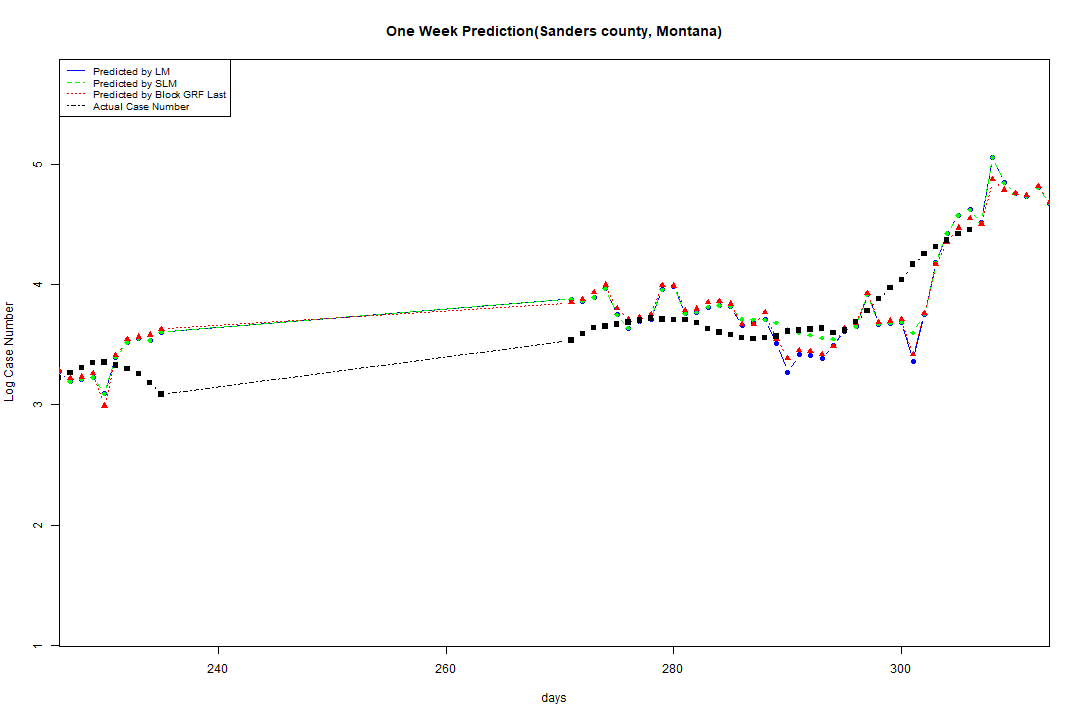 One Week Prediction(Sanders county, Montana)
Predicted by LM
Predicted by SLM
Predicted by Block GRF Last
Actual Case Number
5
4
3
2
1
Log Case Number
240 260 280 300
days